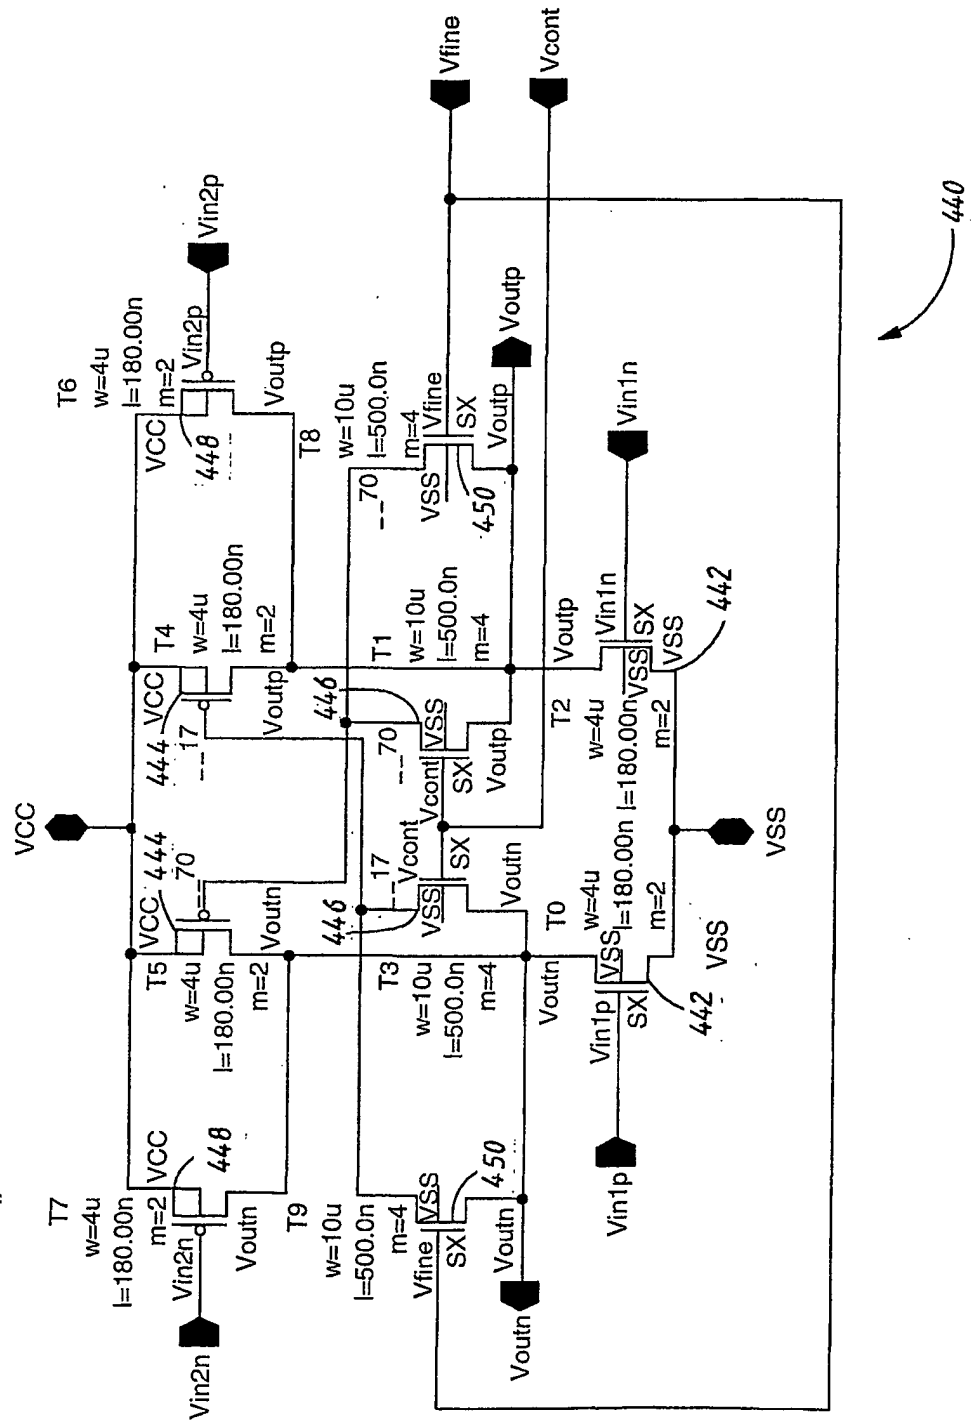 VCC
T7
w=4u
l=180.00n
m=2
VCC
Vin2n
Vin2n
448
Voutn
T5
w=4u
l=180.00n
m=2
VCC
444
70
Voutn
T4
w=4u
l=180.00n
m=2
VCC
444
17
Voutp
T6
w=4u
l=180.00n
m=2
VCC
448
Vin2p
Vin2p
Voutp
T9
w=10u
l=500.0n
m=4
Vfine
VSS
SX
450
Voutn
Voutn
T3
w=10u
l=500.0n
m=4
446
17
Vcont
VSS
SX
Voutn
T1
w=10u
l=500.0n
m=4
446
70
Vcont
VSS
SX
Voutp
T8
w=10u
l=500.0n
m=4
70
VSS
Vfine
SX
450
Voutp
Voutp
Vfine
Vcont
T0
w=4u
l=180.00n
m=2
Voutn
Vin1p
Vin1p
VSS
SX
442
VSS
T2
w=4u
l=180.00n
m=2
Voutp
Vin1n
Vin1n
VSS
SX
VSS
442
VSS
440